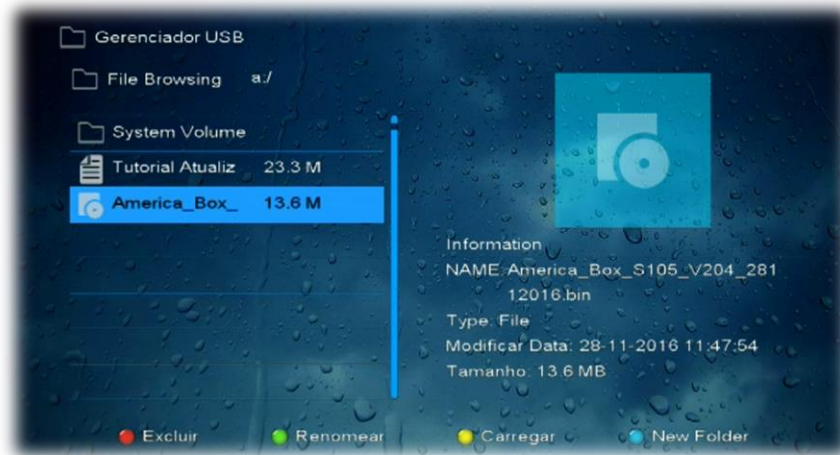 Gerenciador USB
File Browsing a:/
System Volume
Tutorial Atualiz 23.3 M
America_Box_ 13.6 M
Information
NAME: America_Box_S105_V204_281
12016.bin
Type: File
Modificar Data: 28-11-2016 11:47:54
Tamanho: 13.6 MB
Excluir Renomear Carregar New Folder